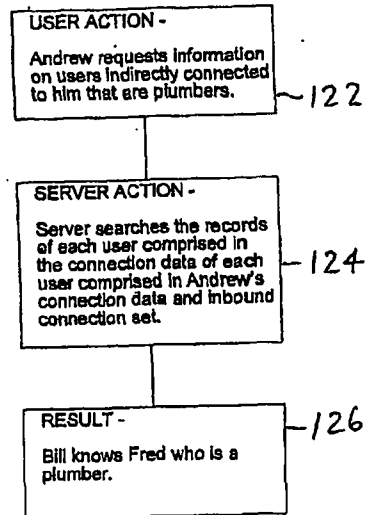 USER ACTION -
Andrew requests information
on users indirectly connected
to him that are plumbers.
122
SERVER ACTION -
Server searches the records
of each user comprised in
the connection data of each
user comprised in Andrew's
connection data and inbound
connection set.
124
RESULT -
Bill knows Fred who is a
plumber.
126